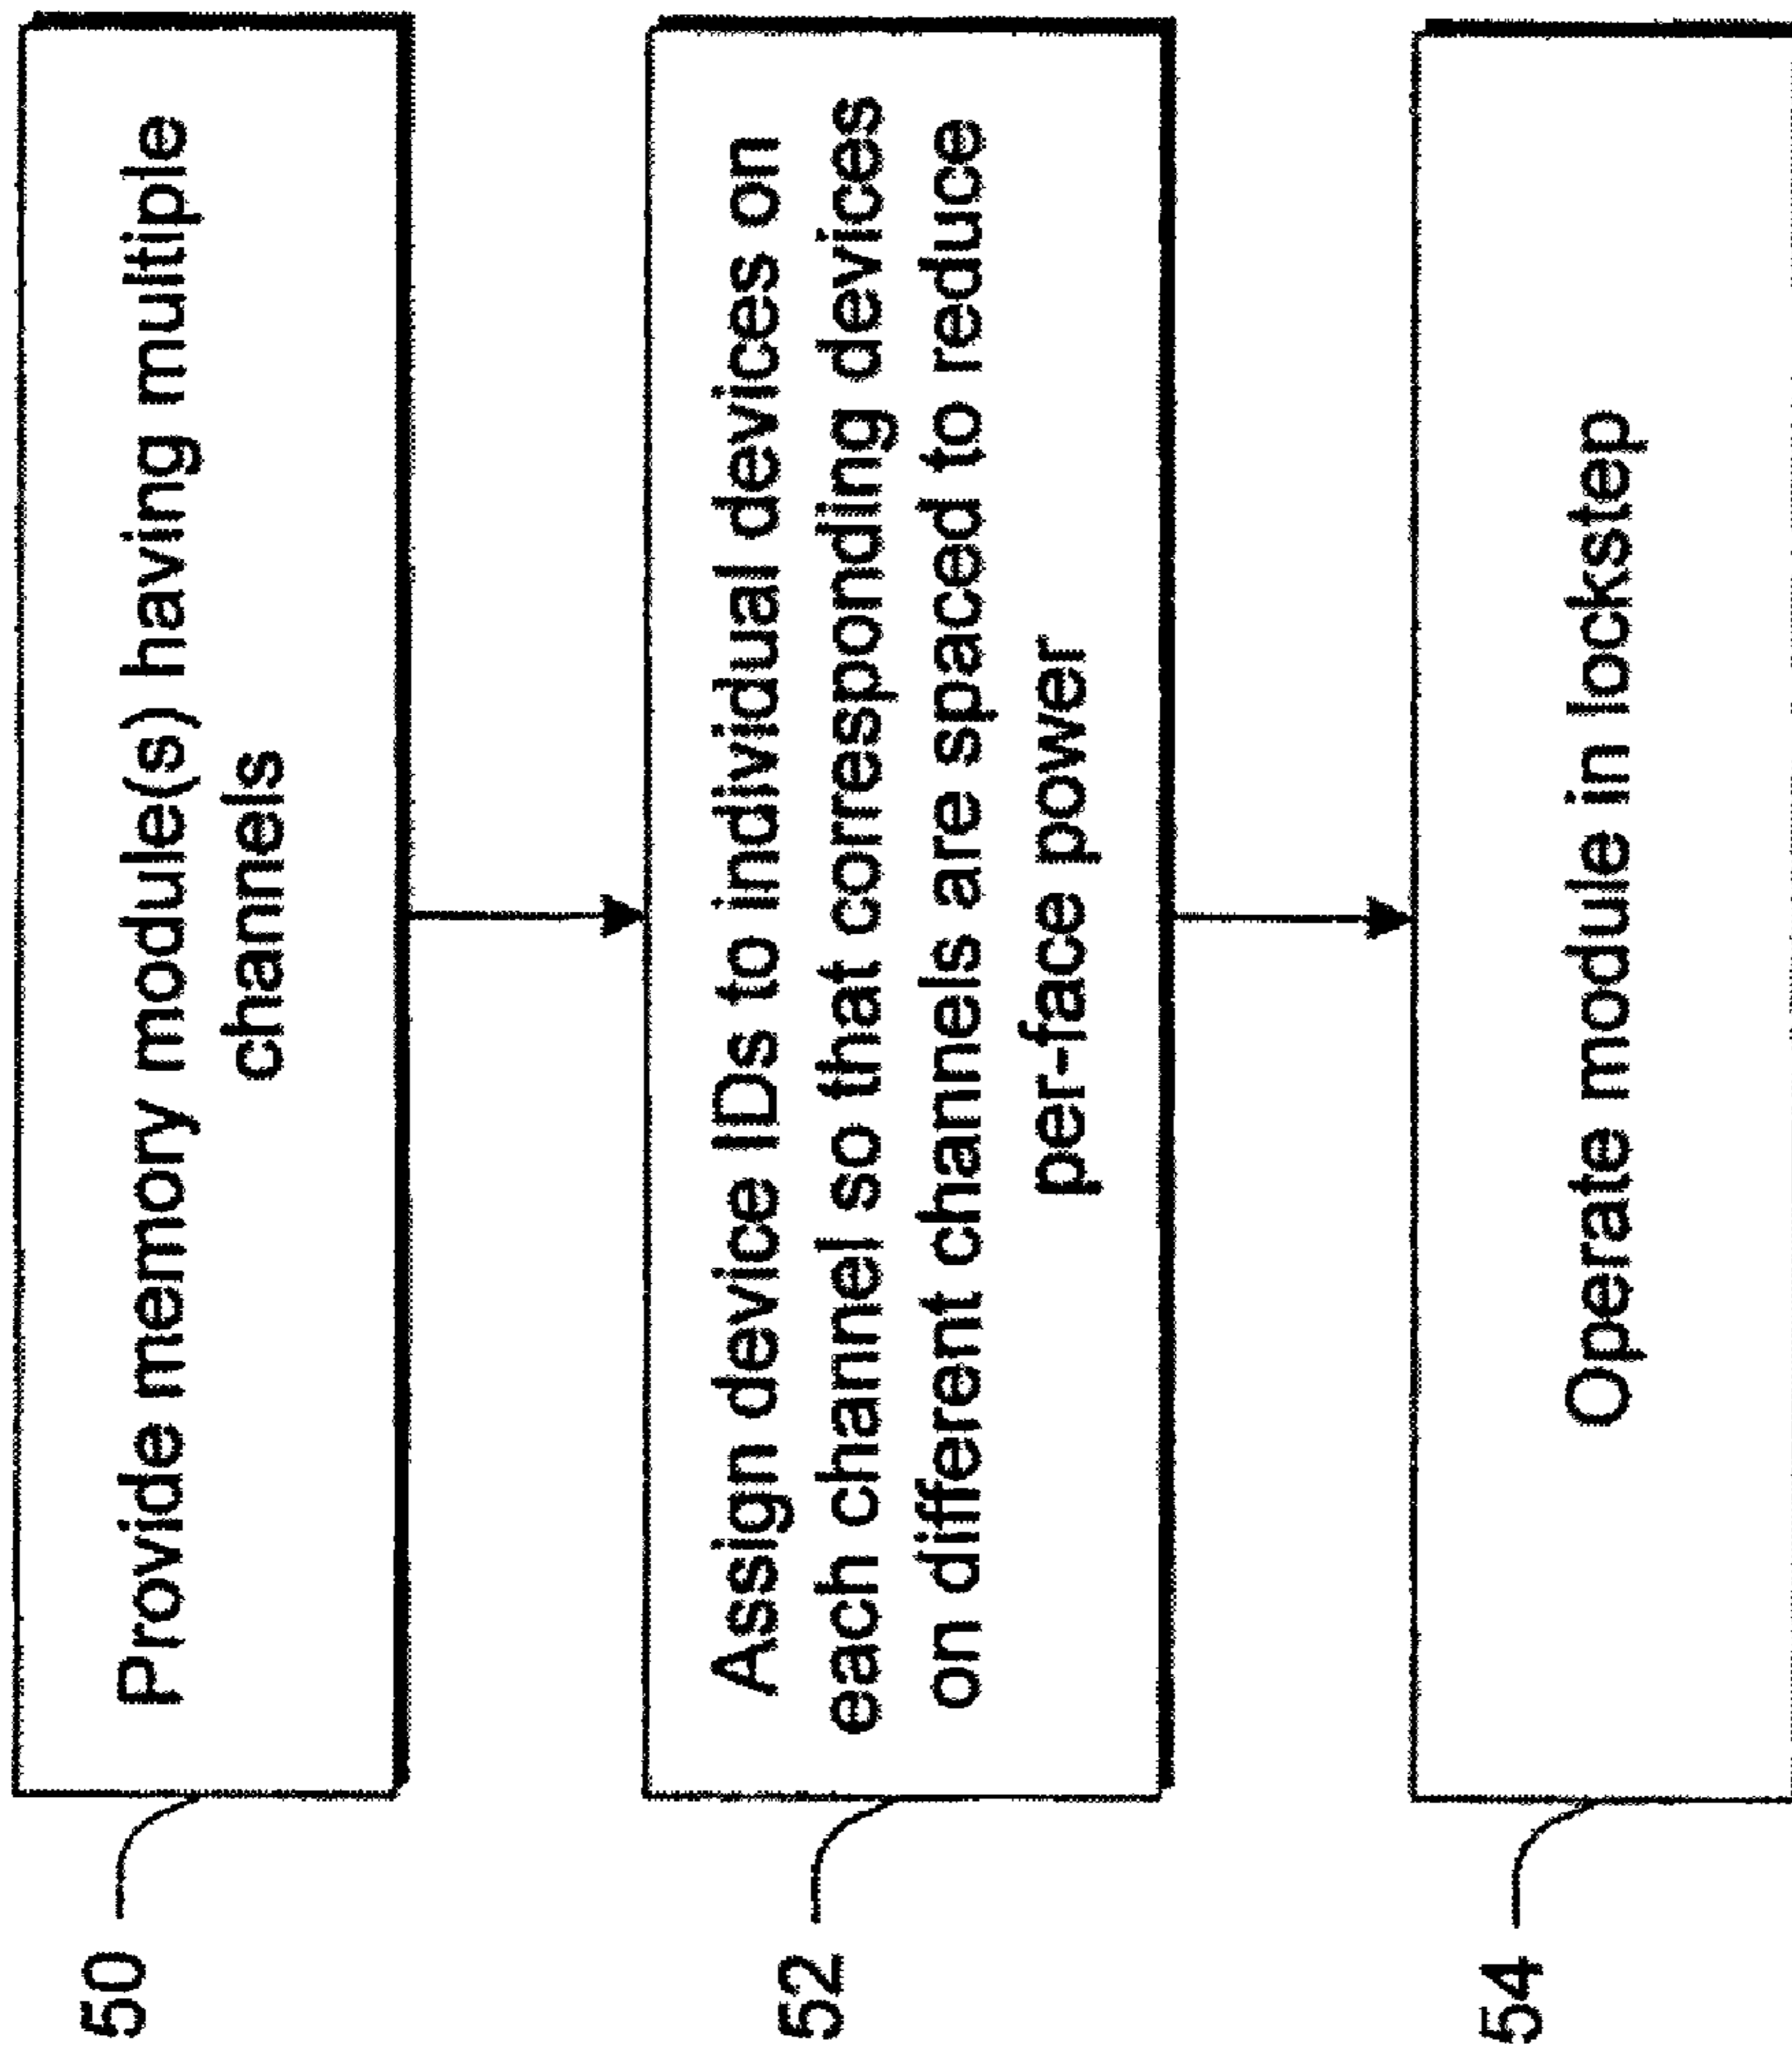 50
Provide memory module(s) having multiple
channels
52
Assign device IDs to individual devices on
each channel so that corresponding devices
on different channels are spaced to reduce
per-face power
54
Operate module in lockstep